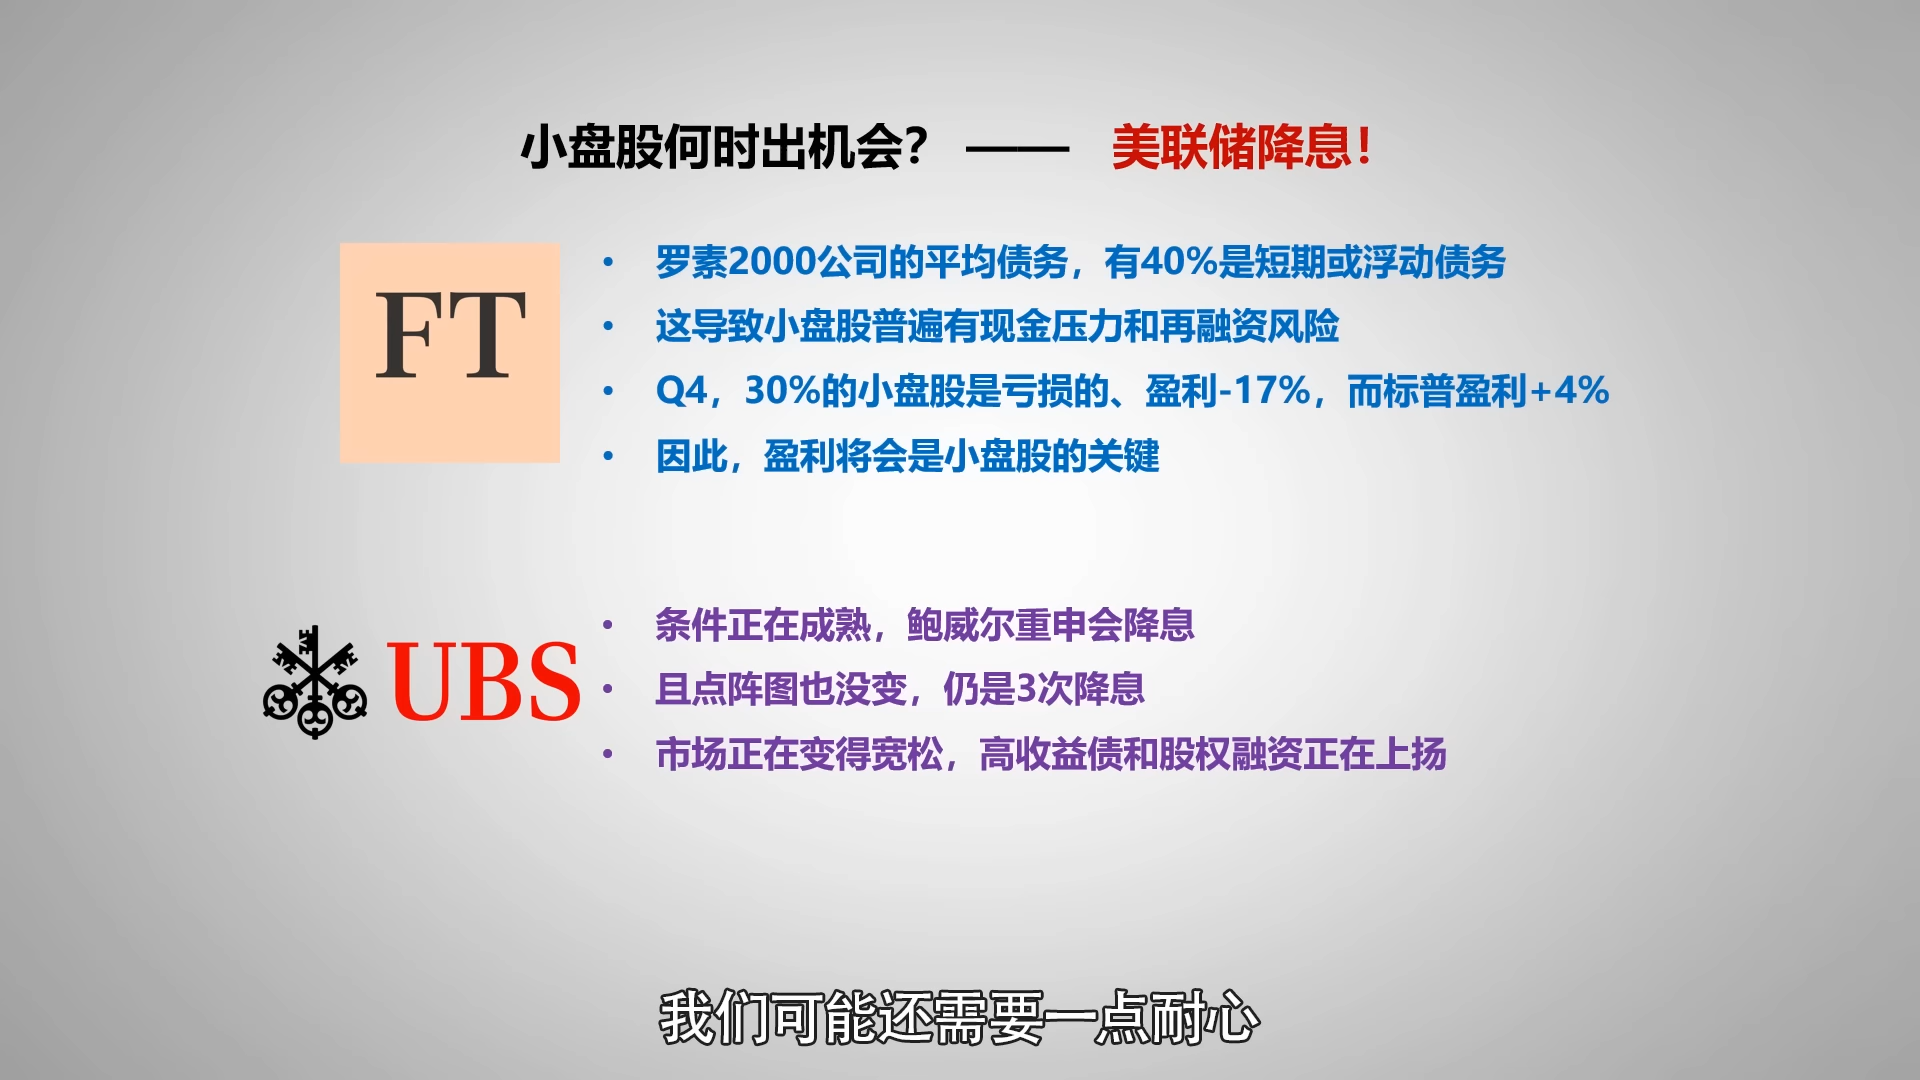 小盘股何时出机会？ —— 美联储降息！
FT
• 罗素2000公司的平均债务，有40%是短期或浮动债务
• 这导致小盘股普遍有现金压力和再融资风险
• Q4，30%的小盘股是亏损的、盈利-17%，而标普盈利+4%
• 因此，盈利将会是小盘股的关键
UBS
• 条件正在成熟，鲍威尔重申会降息
• 且点阵图也没变，仍是3次降息
• 市场正在变得宽松，高收益债和股权融资正在上扬
我们可能还需要一点耐心